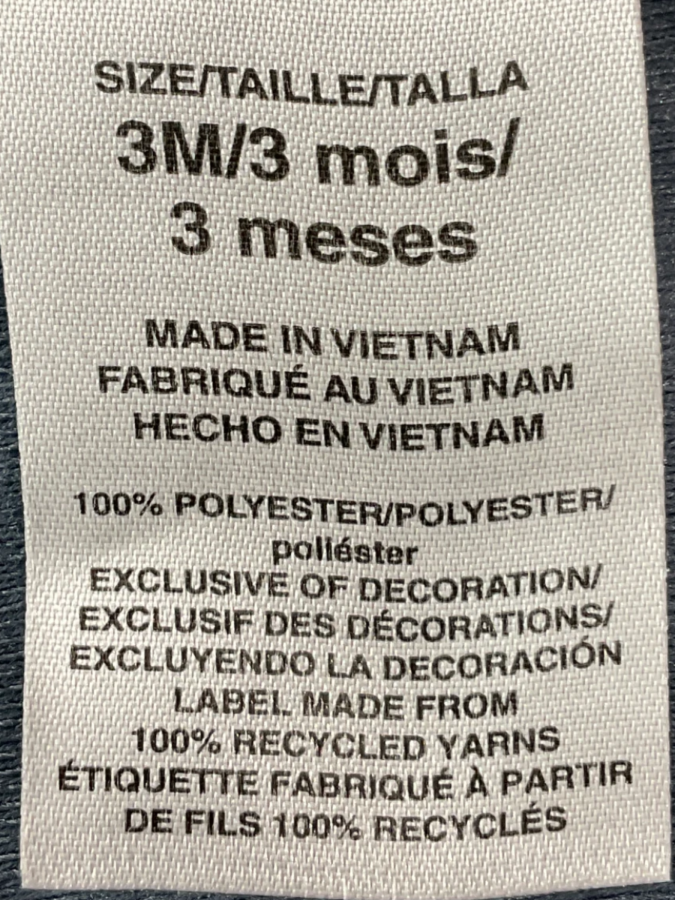 SIZE/TAILLE/TALLA
3M/3 mois/
3 meses
MADE IN VIETNAM
FABRIQUÉ AU VIETNAM
HECHO EN VIETNAM
100% POLYESTER/POLYESTER/
poliéster
EXCLUSIVE OF DECORATION/
EXCLUSIF DES DÉCORATIONS/
EXCLUYENDO LA DECORACIÓN
LABEL MADE FROM
100% RECYCLED YARNS
ÉTIQUETTE FABRIQUÉ À PARTIR
DE FILS 100% RECYCLÉS